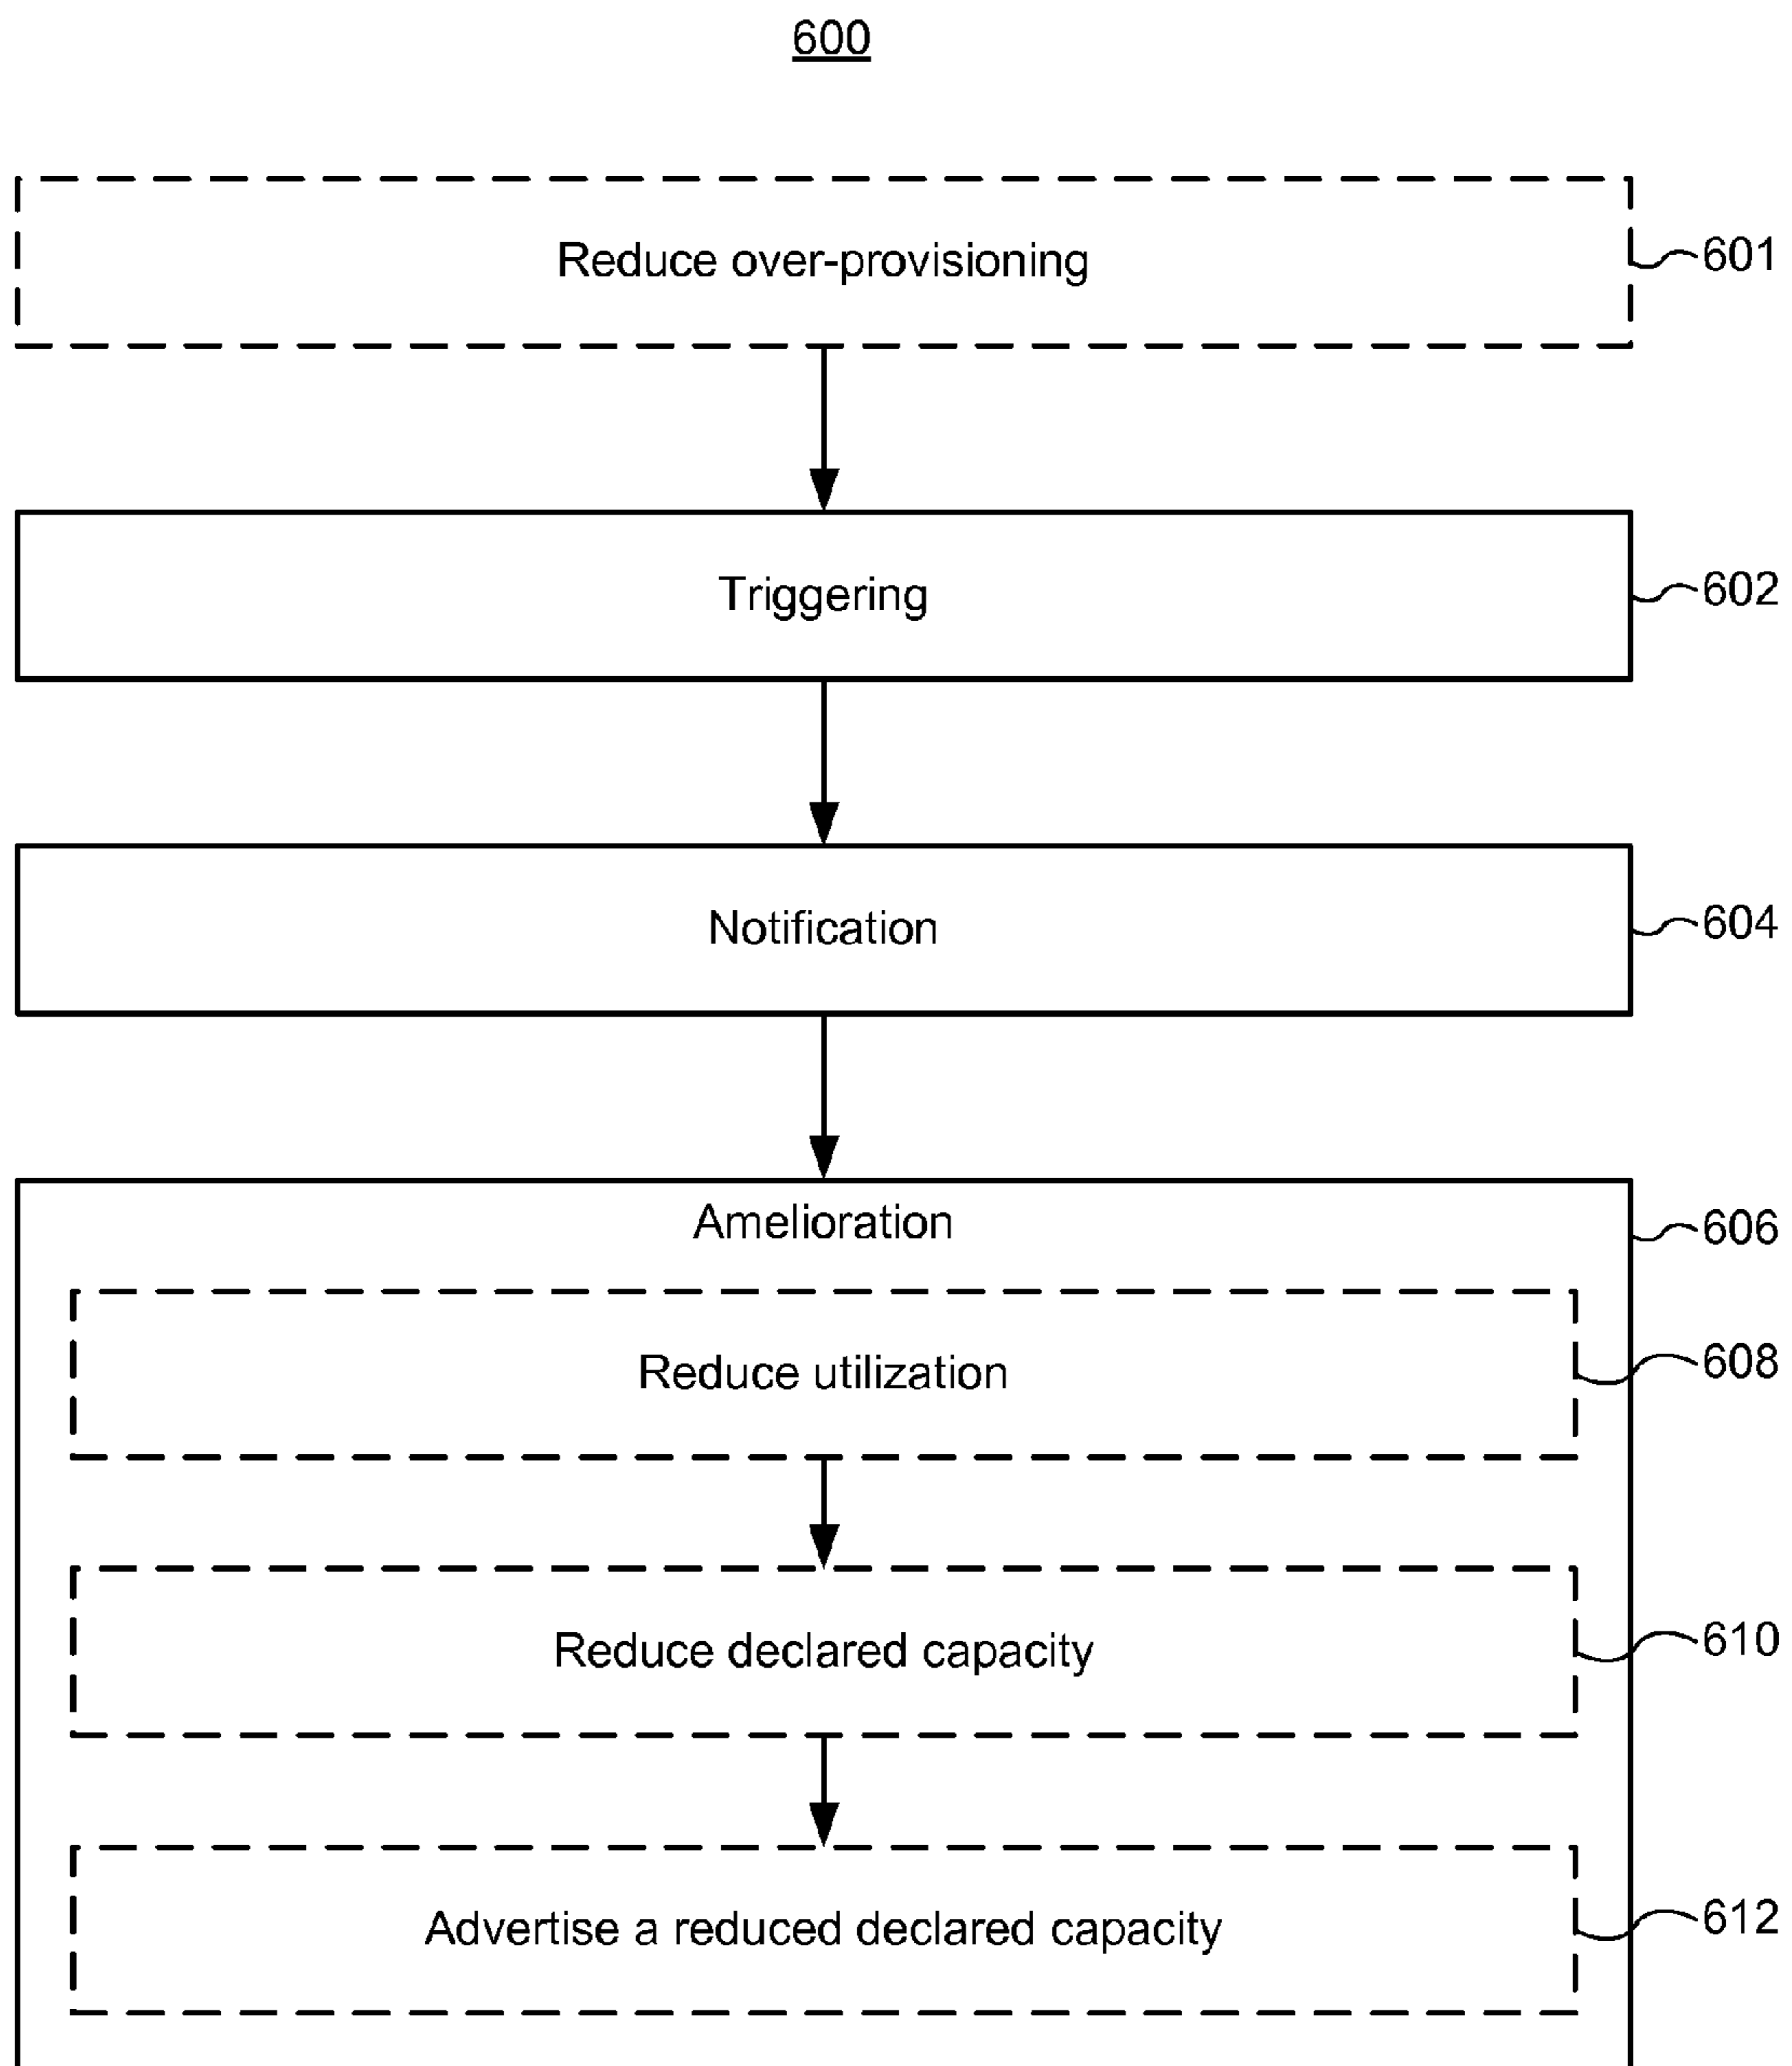 600
Reduce over-provisioning
601
Triggering
602
Notification
604
Amelioration
606
Reduce utilization
608
Reduce declared capacity
610
Advertise a reduced declared capacity
612